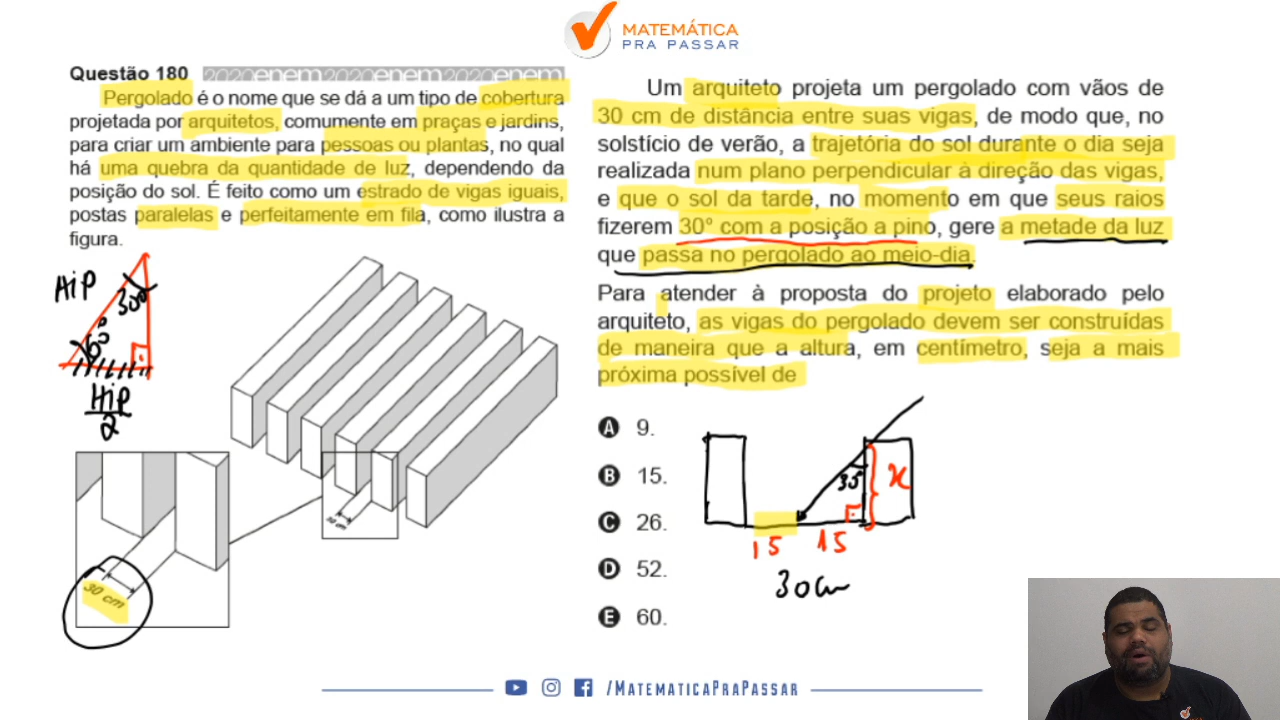 MATEMÁTICA
PRA PASSAR
Questão 180
2020enem2020enem2020enem
Pergolado é o nome que se dá a um tipo de cobertura
projetada por arquitetos, comumente em praças e jardins,
para criar um ambiente para pessoas ou plantas, no qual
há uma quebra da quantidade de luz, dependendo da
posição do sol. É feito como um estrado de vigas iguais,
postas paralelas e perfeitamente em fila, como ilustra a
figura.
HiP
30°
60°
HiP
2
30 cm
30 cm
Um arquiteto projeta um pergolado com vãos de
30 cm de distância entre suas vigas, de modo que, no
solstício de verão, a trajetória do sol durante o dia seja
realizada num plano perpendicular à direção das vigas,
e que o sol da tarde, no momento em que seus raios
fizerem 30º com a posição a pino, gere a metade da luz
que passa no pergolado ao meio-dia.
Para atender à proposta do projeto elaborado pelo
arquiteto, as vigas do pergolado devem ser construídas
de maneira que a altura, em centímetro, seja a mais
próxima possível de
A 9.
B 15.
C 26.
D 52.
E 60.
30°
x
15 15
30cm
/MATEMATICAPRAPASSAR